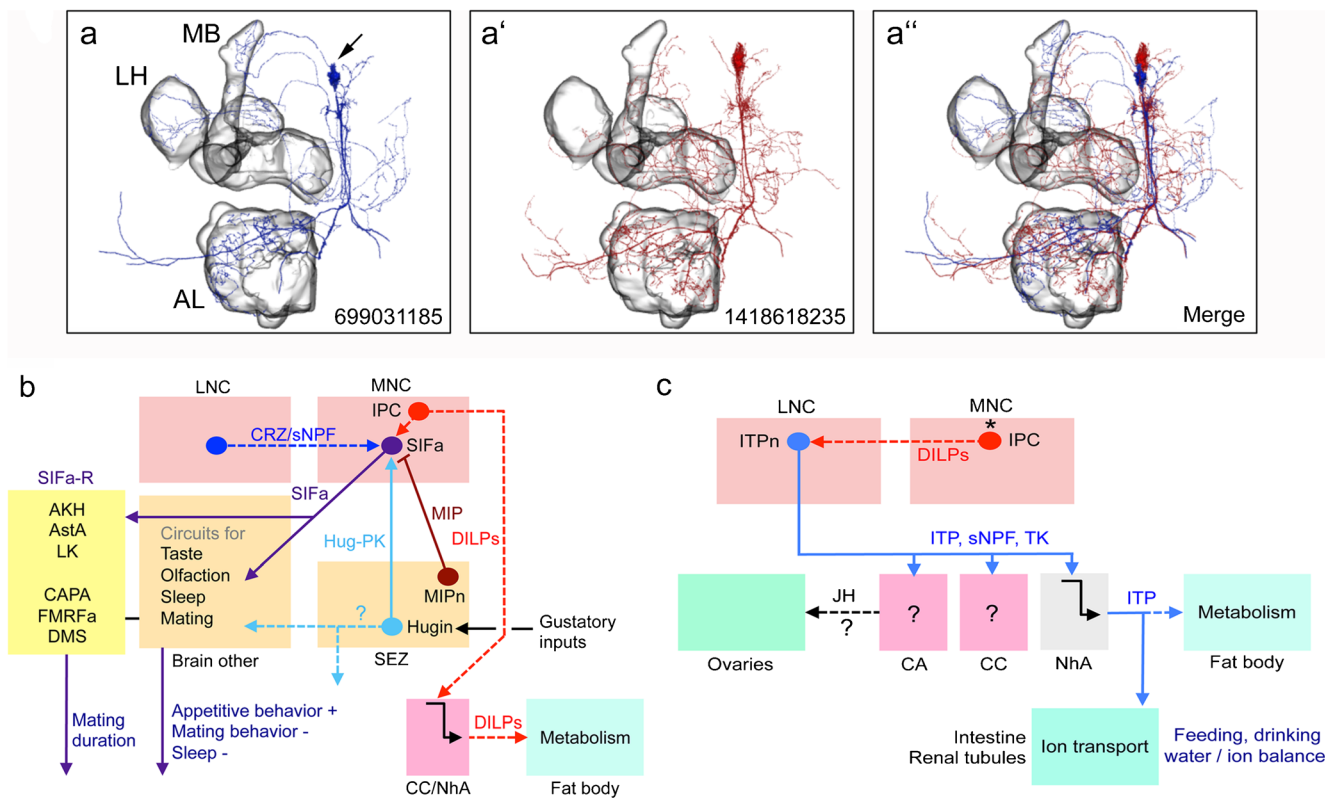 a
MB
LH
AL
699031185
a‘
1418618235
a“
Merge
b
LNC
MNC
IPC
CRZ/sNPF
SIFa
SIFa-R
AKH
AstA
LK
CAPA
FMRFa
DMS
SIFa
Circuits for
Taste
Olfaction
Sleep
Mating
Hug-PK
MIP
DILPs
MIPn
?
Hugin
Gustatory
inputs
SEZ
Brain other
Mating
duration
Appetitive behavior +
Mating behavior -
Sleep -
DILPs
Metabolism
CC/NhA
Fat body
c
LNC
MNC
*
ITPn
IPC
DILPs
ITP, sNPF, TK
JH
?
?
?
ITP
Metabolism
Ovaries
CA
CC
NhA
Fat body
Intestine
Renal tubules
Ion transport
Feeding, drinking
water / ion balance